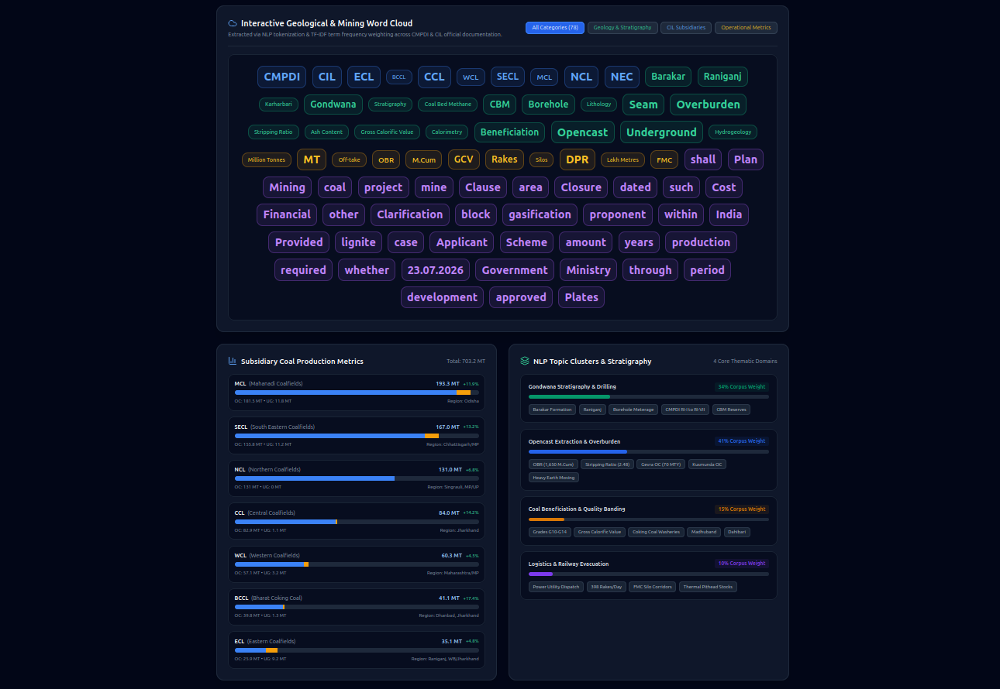 Interactive Geological & Mining Word Cloud
Extracted via NLP tokenization & TF-IDF term frequency weighting across CMPDI & CIL official documentation.
All Categories (78) Geology & Stratigraphy CIL Subsidiaries Operational Metrics
CMPDI CIL ECL BCCL CCL WCL SECL MCL NCL NEC Barakar Raniganj
Karharbari Gondwana Stratigraphy Coal Bed Methane CBM Borehole Lithology Seam Overburden
Stripping Ratio Ash Content Gross Calorific Value Calorimetry Beneficiation Opencast Underground Hydrogeology
Million Tonnes MT Off-take OBR M.Cum GCV Rakes Silos DPR Lakh Metres FMC shall Plan
Mining coal project mine Clause area Closure dated such Cost
Financial other Clarification block gasification proponent within India
Provided lignite case Applicant Scheme amount years production
required whether 23.07.2026 Government Ministry through period
development approved Plates
Subsidiary Coal Production Metrics Total: 703.2 MT
MCL (Mahanadi Coalfields) 193.3 MT +11.9%
OC: 181.5 MT • UG: 11.8 MT Region: Odisha
SECL (South Eastern Coalfields) 167.0 MT +13.2%
OC: 155.8 MT • UG: 11.2 MT Region: Chhattisgarh/MP
NCL (Northern Coalfields) 131.0 MT +6.8%
OC: 131 MT • UG: 0 MT Region: Singrauli, MP/UP
CCL (Central Coalfields) 84.0 MT +14.2%
OC: 82.9 MT • UG: 1.1 MT Region: Jharkhand
WCL (Western Coalfields) 60.3 MT +4.5%
OC: 57.1 MT • UG: 3.2 MT Region: Maharashtra/MP
BCCL (Bharat Coking Coal) 41.1 MT +17.4%
OC: 39.8 MT • UG: 1.3 MT Region: Dhanbad, Jharkhand
ECL (Eastern Coalfields) 35.1 MT +4.8%
OC: 25.9 MT • UG: 9.2 MT Region: Raniganj, WB/Jharkhand
NLP Topic Clusters & Stratigraphy 4 Core Thematic Domains
Gondwana Stratigraphy & Drilling 34% Corpus Weight
Barakar Formation Raniganj Borehole Meterage CMPDI RI-I to RI-VII CBM Reserves
Opencast Extraction & Overburden 41% Corpus Weight
OBR (1,650 M.Cum) Stripping Ratio (2.48) Gevra OC (70 MTY) Kusmunda OC
Heavy Earth Moving
Coal Beneficiation & Quality Banding 15% Corpus Weight
Grades G10-G14 Gross Calorific Value Coking Coal Washeries Madhuband Dahibari
Logistics & Railway Evacuation 10% Corpus Weight
Power Utility Dispatch 398 Rakes/Day FMC Silo Corridors Thermal Pithead Stocks